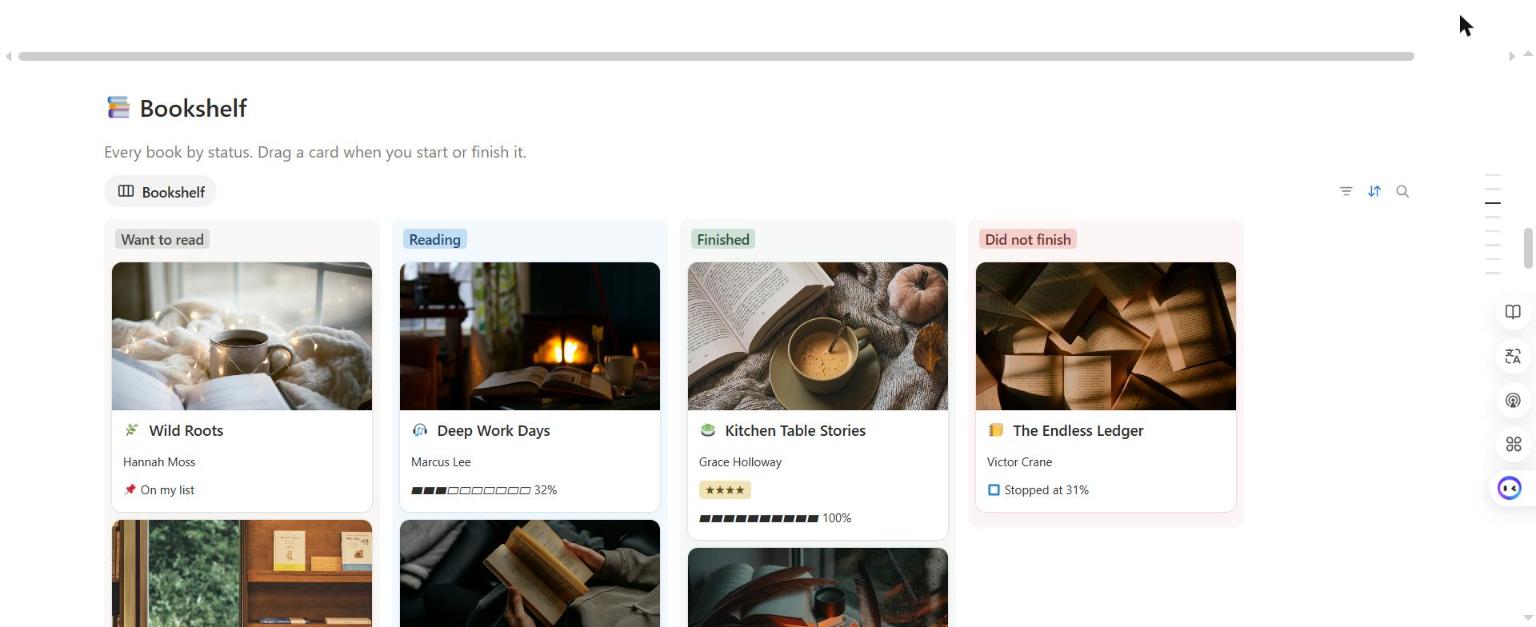 Bookshelf
Every book by status. Drag a card when you start or finish it.
Bookshelf
Want to read
Wild Roots
Hannah Moss
On my list
Reading
Deep Work Days
Marcus Lee
32%
Finished
Kitchen Table Stories
Grace Holloway
★★★★
100%
Did not finish
The Endless Ledger
Victor Crane
Stopped at 31%